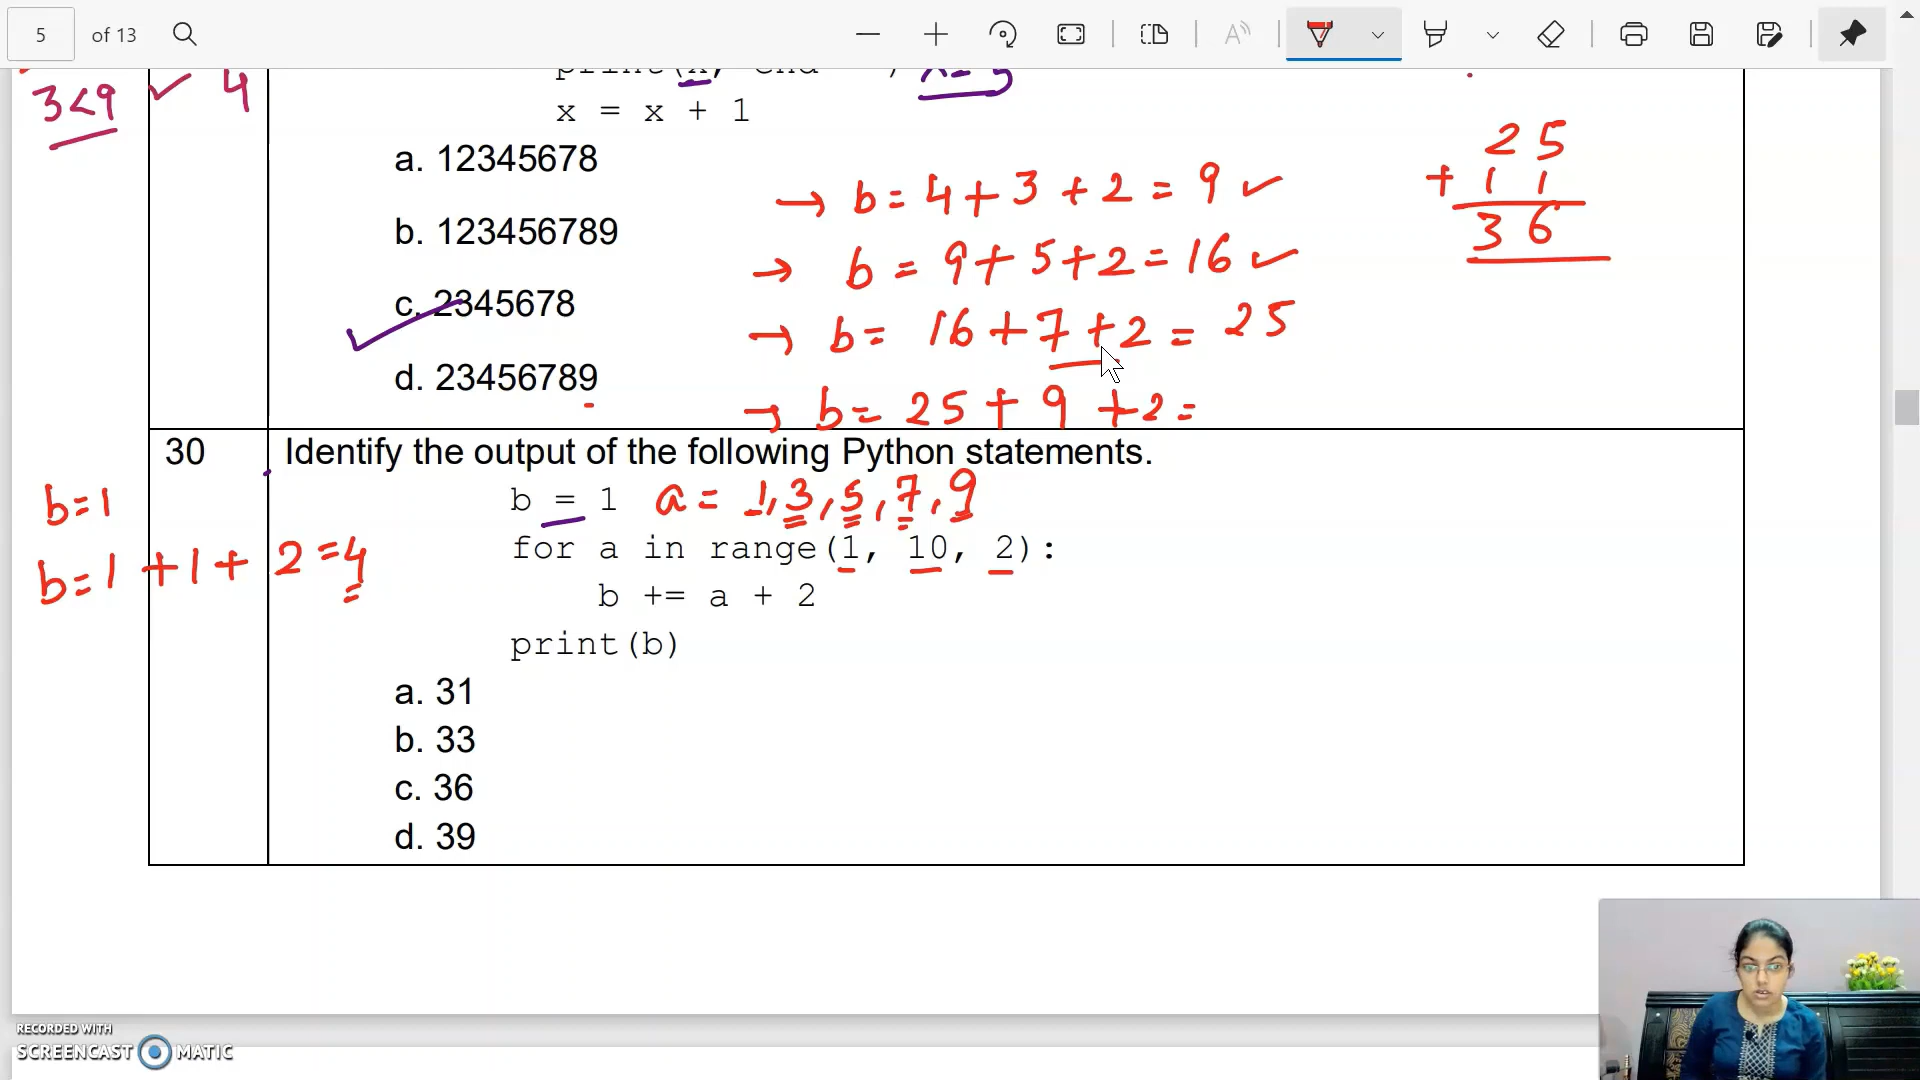 5 of 13
3<9 ✓ 4
x = x + 1
a. 12345678
b. 123456789
c. 2345678
d. 23456789
→ b = 4 + 3 + 2 = 9 ✓
→ b = 9 + 5 + 2 = 16 ✓
→ b = 16 + 7 + 2 = 25
→ b = 25 + 9 + 2 =
25
+ 11
36
30 Identify the output of the following Python statements.
b = 1 a = 1, 3, 5, 7, 9
for a in range(1, 10, 2):
b += a + 2
print(b)
b = 1
b = 1 + 1 + 2 = 4
a. 31
b. 33
c. 36
d. 39
RECORDED WITH
SCREENCAST MATIC